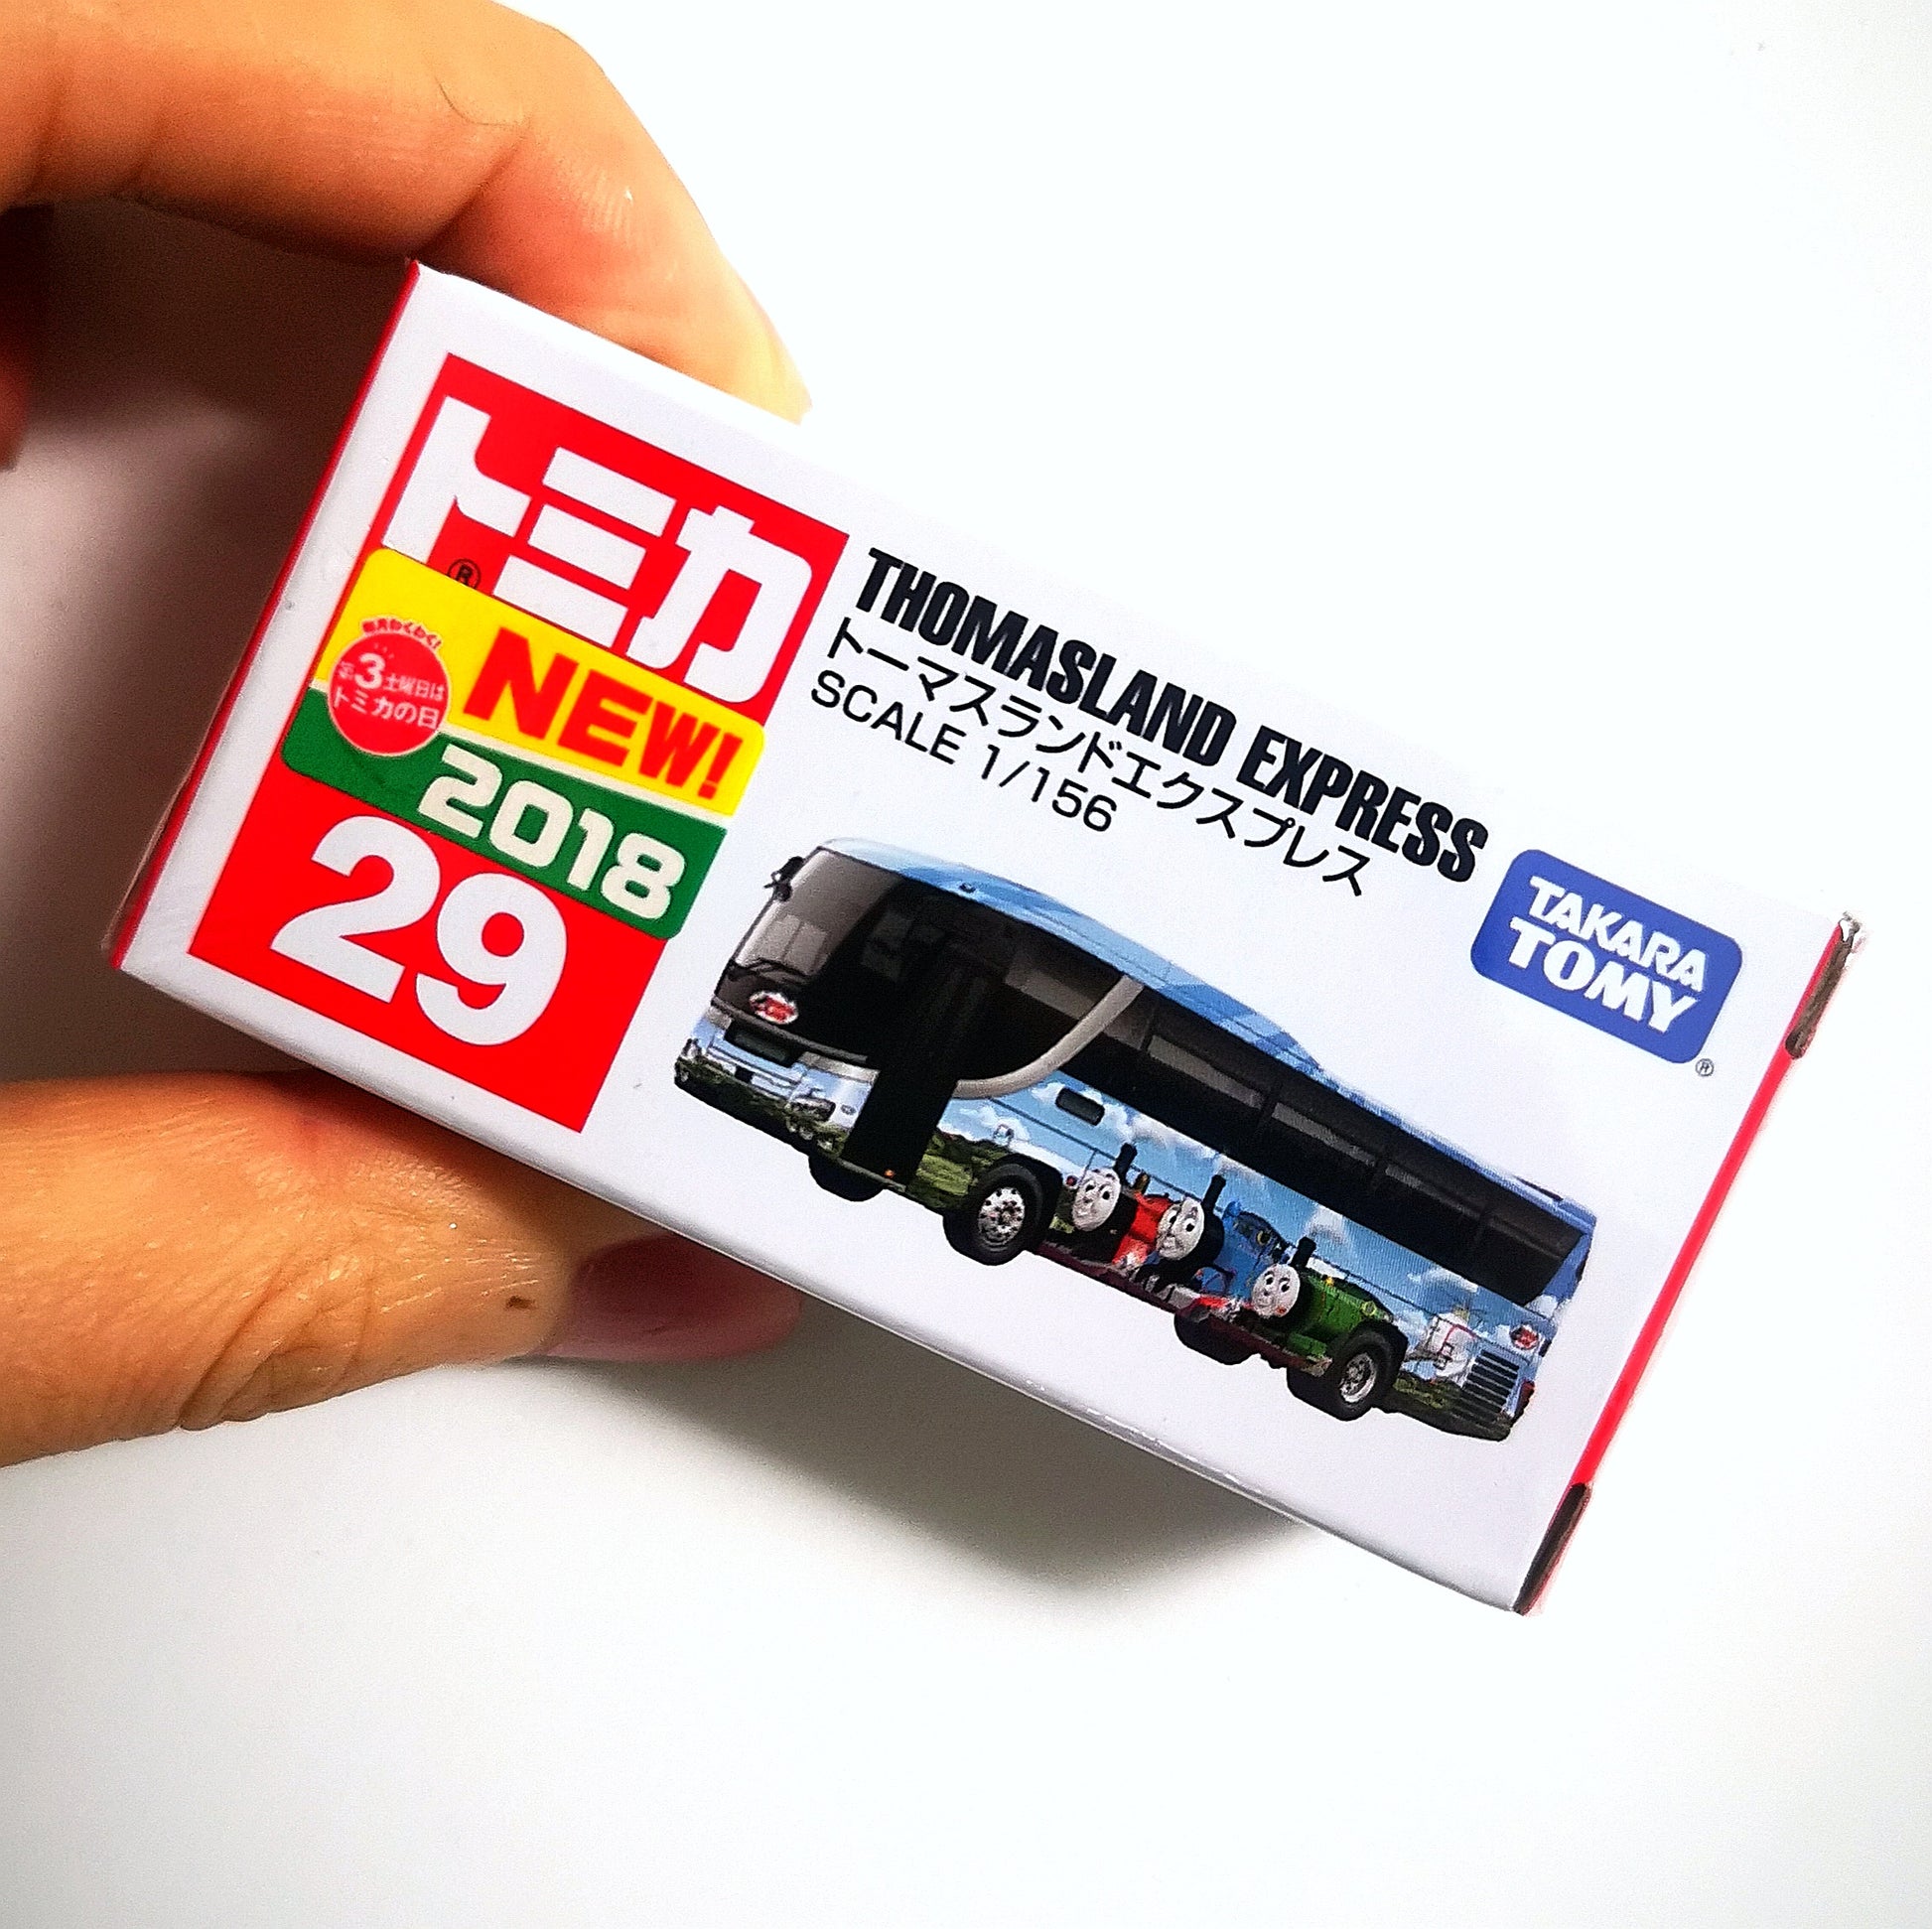 トミカ
®
毎月わくわく!
第3土曜日は
トミカの日
NEW!
2018
29
THOMASLAND EXPRESS
トーマスランドエクスプレス
SCALE 1/156
TAKARA
TOMY
®